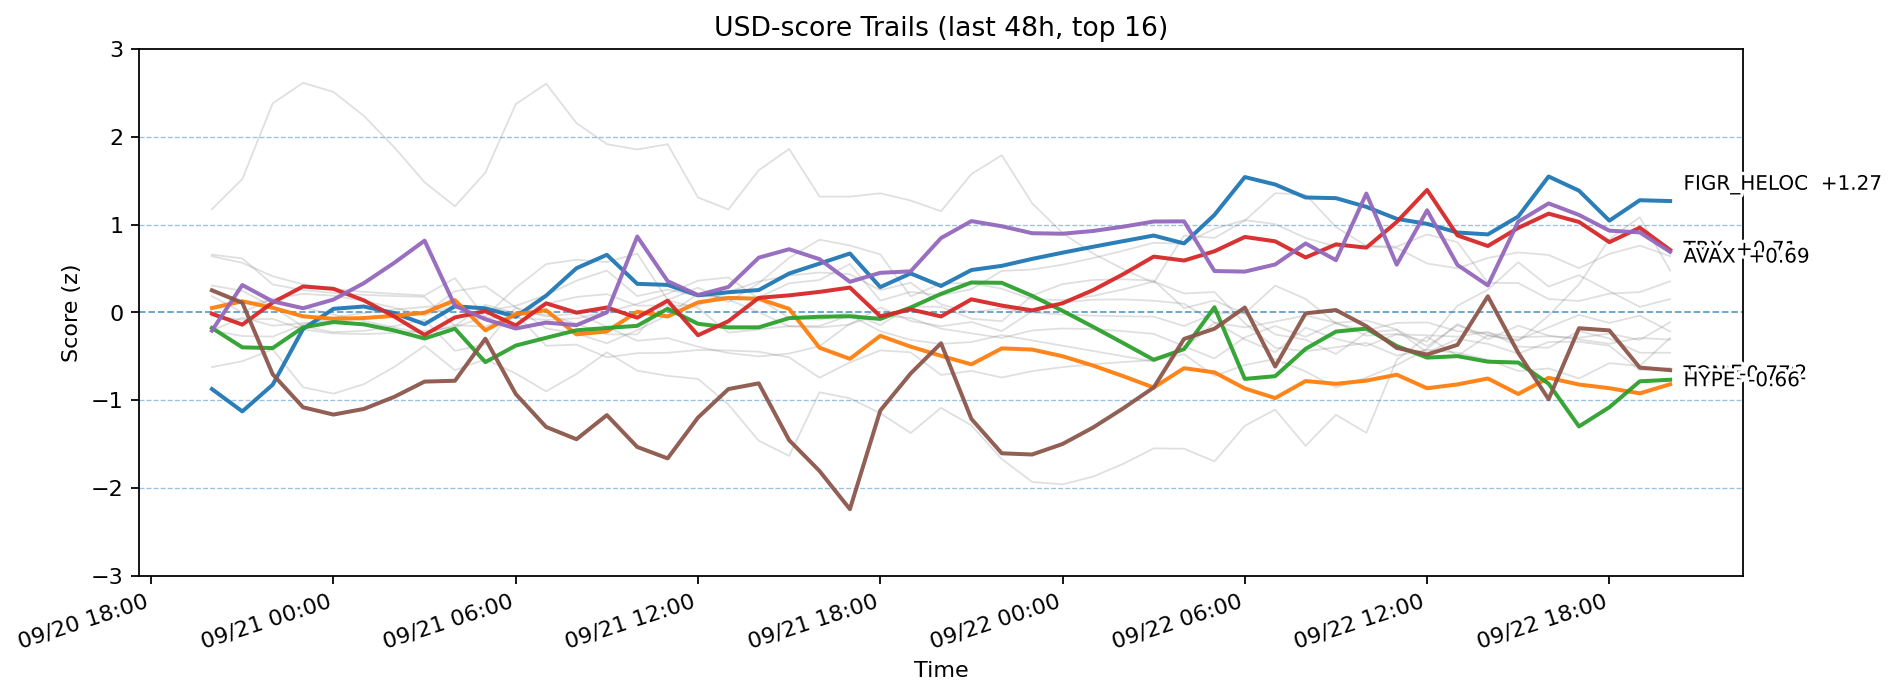 USD-score Trails (last 48h, top 16)
Score (z)
3
2
1
0
−1
−2
−3
FIGR_HELOC +1.27
TRX +0.71
AVAX +0.69
HYPE -0.66
09/20 18:00
09/21 00:00
09/21 06:00
09/21 12:00
09/21 18:00
09/22 00:00
09/22 06:00
09/22 12:00
09/22 18:00
Time